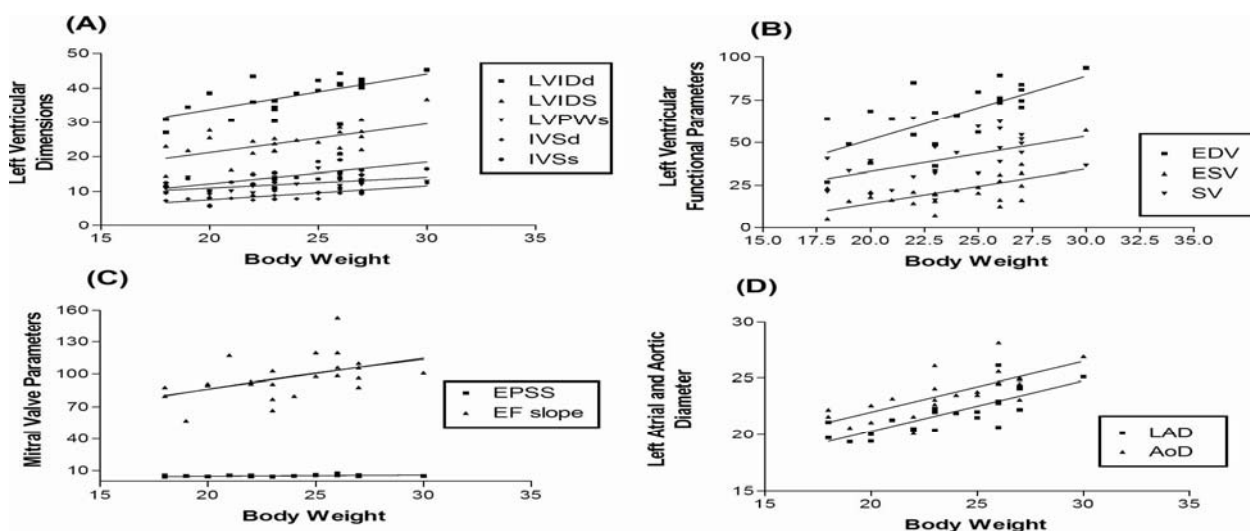 (A)
Left Ventricular
Dimensions
50
40
30
20
10
0
15
20
25
30
35
Body Weight
LVIDd
LVIDS
LVPWs
IVSd
IVSs
(B)
Left Ventricular
Functional Parameters
100
75
50
25
0
15.0
17.5
20.0
22.5
25.0
27.5
30.0
32.5
35.0
Body Weight
EDV
ESV
SV
(C)
Mitral Valve Parameters
160
130
100
70
40
10
15
20
25
30
35
Body Weight
EPSS
EF slope
(D)
Left Atrial and Aortic
Diameter
30
25
20
15
15
20
25
30
35
Body Weight
LAD
AoD